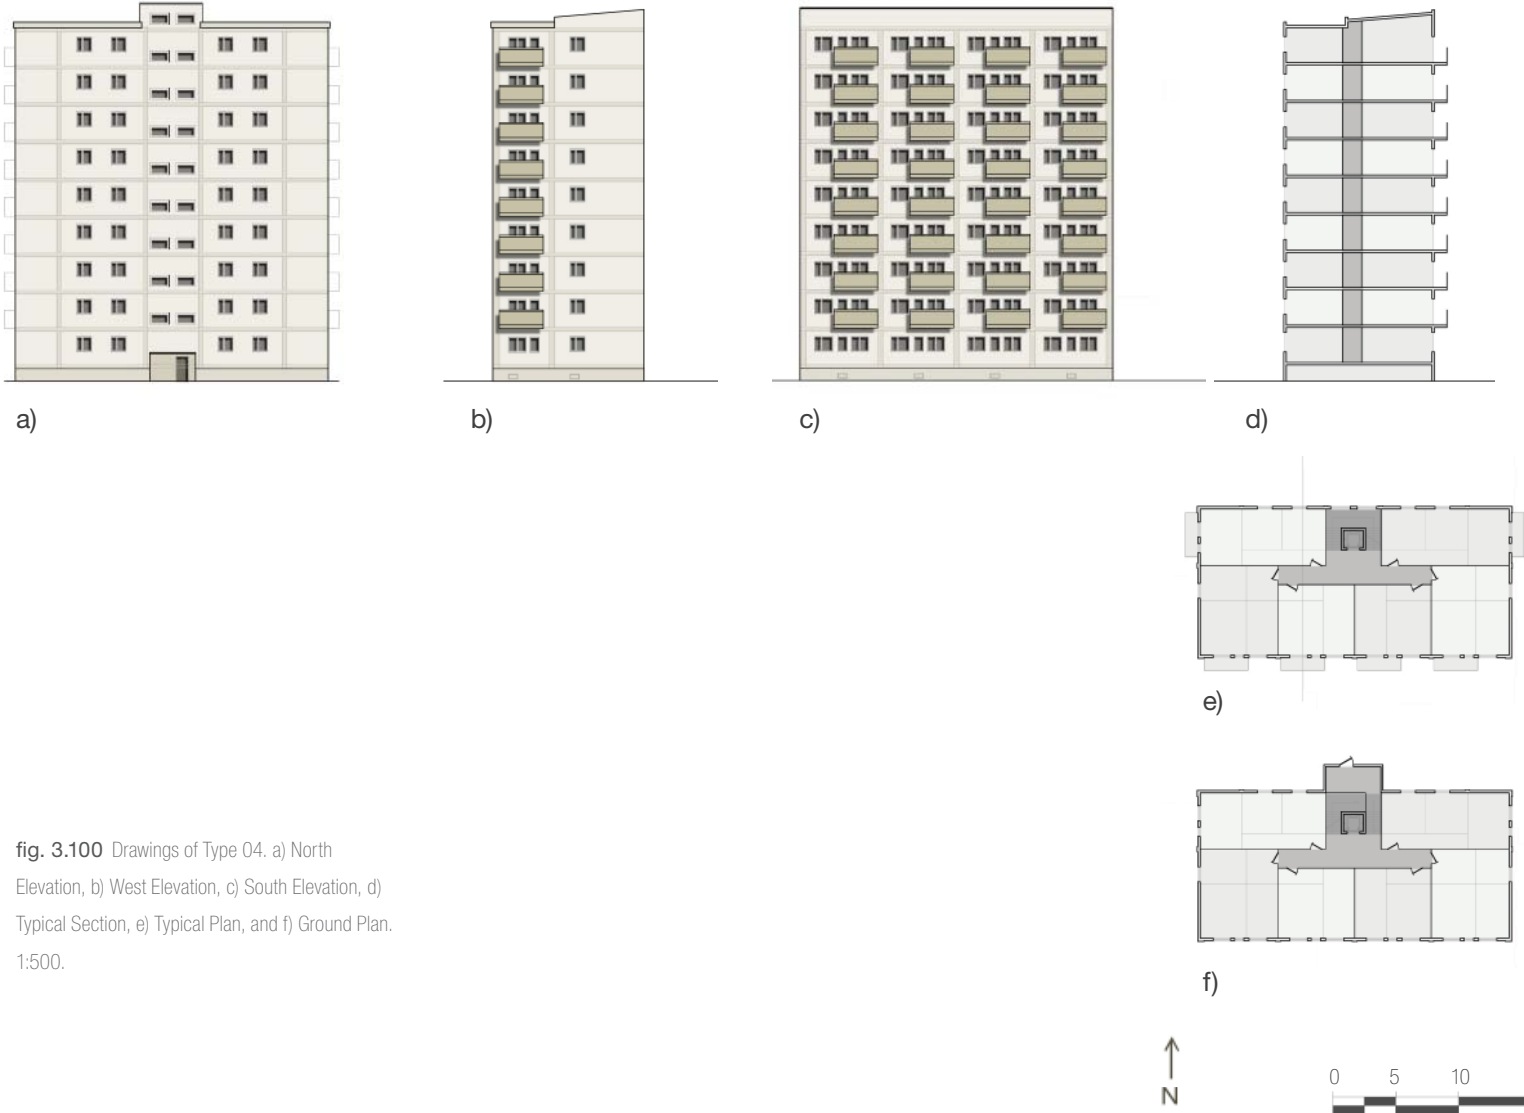 a)
b)
c)
d)
e)
f)
fig. 3.100 Drawings of Type 04. a) North
Elevation, b) West Elevation, c) South Elevation, d)
Typical Section, e) Typical Plan, and f) Ground Plan.
1:500.
N
0 5 10